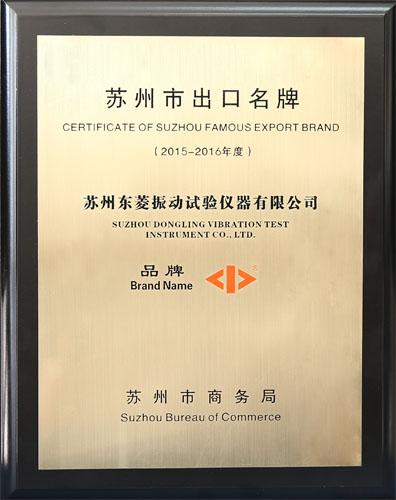 苏州市出口名牌
CERTIFICATE OF SUZHOU FAMOUS EXPORT BRAND
(2015-2016年度)
苏州东菱振动试验仪器有限公司
SUZHOU DONGLING VIBRATION TEST
INSTRUMENT CO., LTD.
品牌
Brand Name
®
苏州市商务局
Suzhou Bureau of Commerce